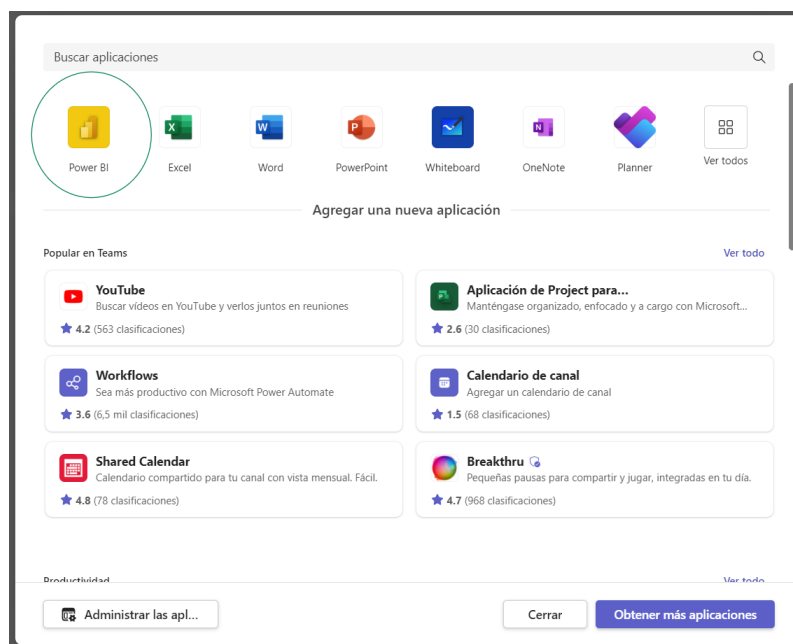 Buscar aplicaciones
Power BI
Excel
Word
PowerPoint
Whiteboard
OneNote
Planner
Ver todos
Agregar una nueva aplicación
Popular en Teams
Ver todo
YouTube
Buscar vídeos en YouTube y verlos juntos en reuniones
4.2 (563 clasificaciones)
Aplicación de Project para...
Manténgase organizado, enfocado y a cargo con Microsoft...
2.6 (30 clasificaciones)
Workflows
Sea más productivo con Microsoft Power Automate
3.6 (6,5 mil clasificaciones)
Calendario de canal
Agregar un calendario de canal
1.5 (68 clasificaciones)
Shared Calendar
Calendario compartido para tu canal con vista mensual. Fácil.
4.8 (78 clasificaciones)
Breakthru
Pequeñas pausas para compartir y jugar, integradas en tu día.
4.7 (968 clasificaciones)
Productividad
Ver todo
Administrar las apl...
Cerrar
Obtener más aplicaciones